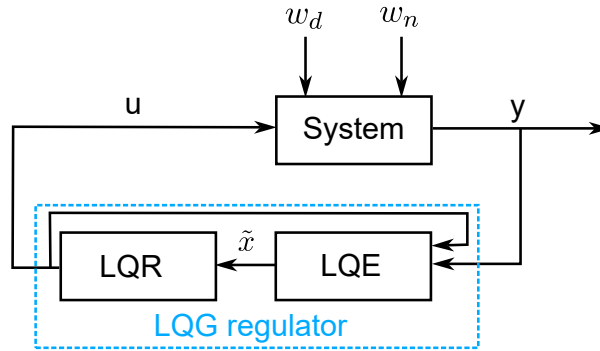 w_d w_n
u System y
LQR x̃ LQE
LQG regulator